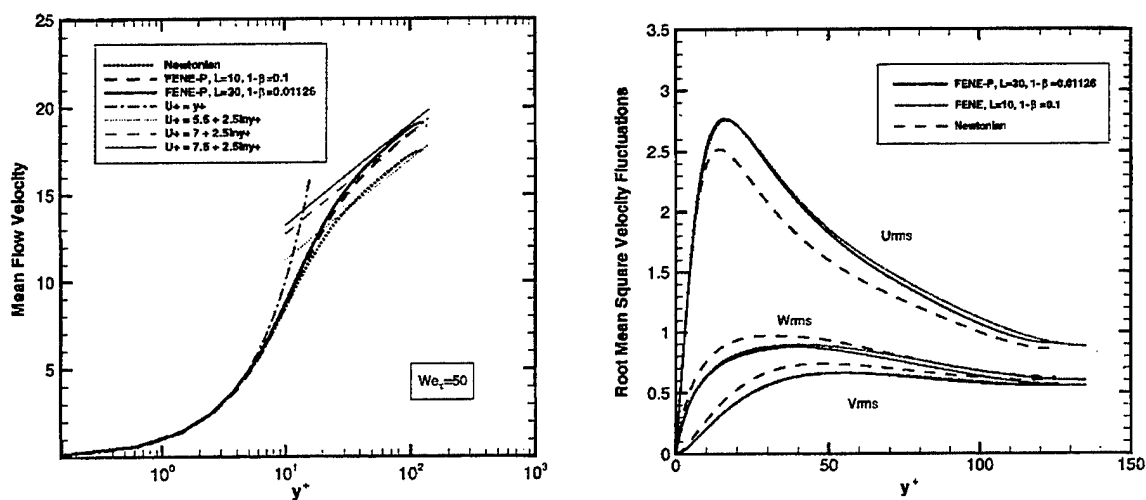 25
20
15
10
5
Mean Flow Velocity
Newtonian
FENE-P, L=10, 1-β=0.1
FENE-P, L=30, 1-β=0.01125
U+ = y+
U+ = 5.5 + 2.5lny+
U+ = 7 + 2.5lny+
U+ = 7.5 + 2.5lny+
Weτ=50
10⁰ 10¹ 10² 10³
y⁺
3.5
3
2.5
2
1.5
1
0.5
0
Root Mean Square Velocity Fluctuations
FENE-P, L=30, 1-β=0.01125
FENE, L=10, 1-β=0.1
Newtonian
Urms
Wrms
Vrms
0 50 100 150
y⁺